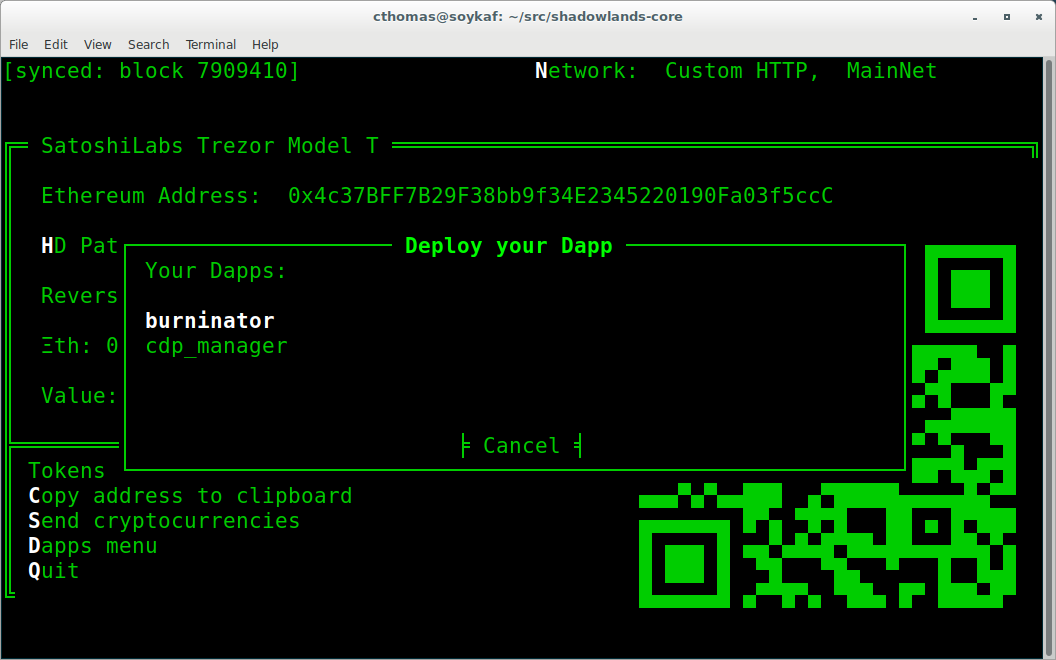 cthomas@soykaf: ~/src/shadowlands-core
File Edit View Search Terminal Help
[synced: block 7909410] Network: Custom HTTP, MainNet
SatoshiLabs Trezor Model T
Ethereum Address: 0x4c37BFF7B29F38bb9f34E2345220190Fa03f5ccC
HD Pat
Deploy your Dapp
Your Dapps:
Revers
burninator
Ξth: 0
cdp_manager
Value:
Cancel
Tokens
Copy address to clipboard
Send cryptocurrencies
Dapps menu
Quit